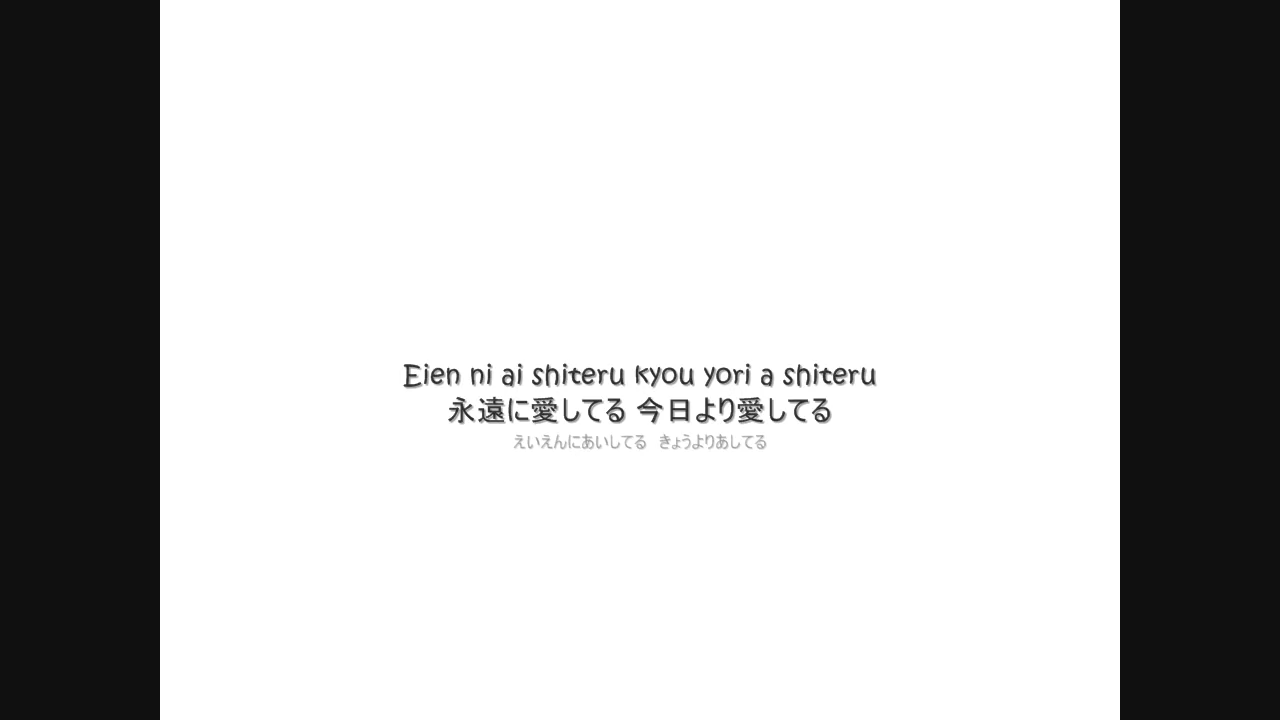 Eien ni ai shiteru kyou yori a shiteru
永遠に愛してる 今日より愛してる
えいえんにあいしてる　きょうよりあしてる